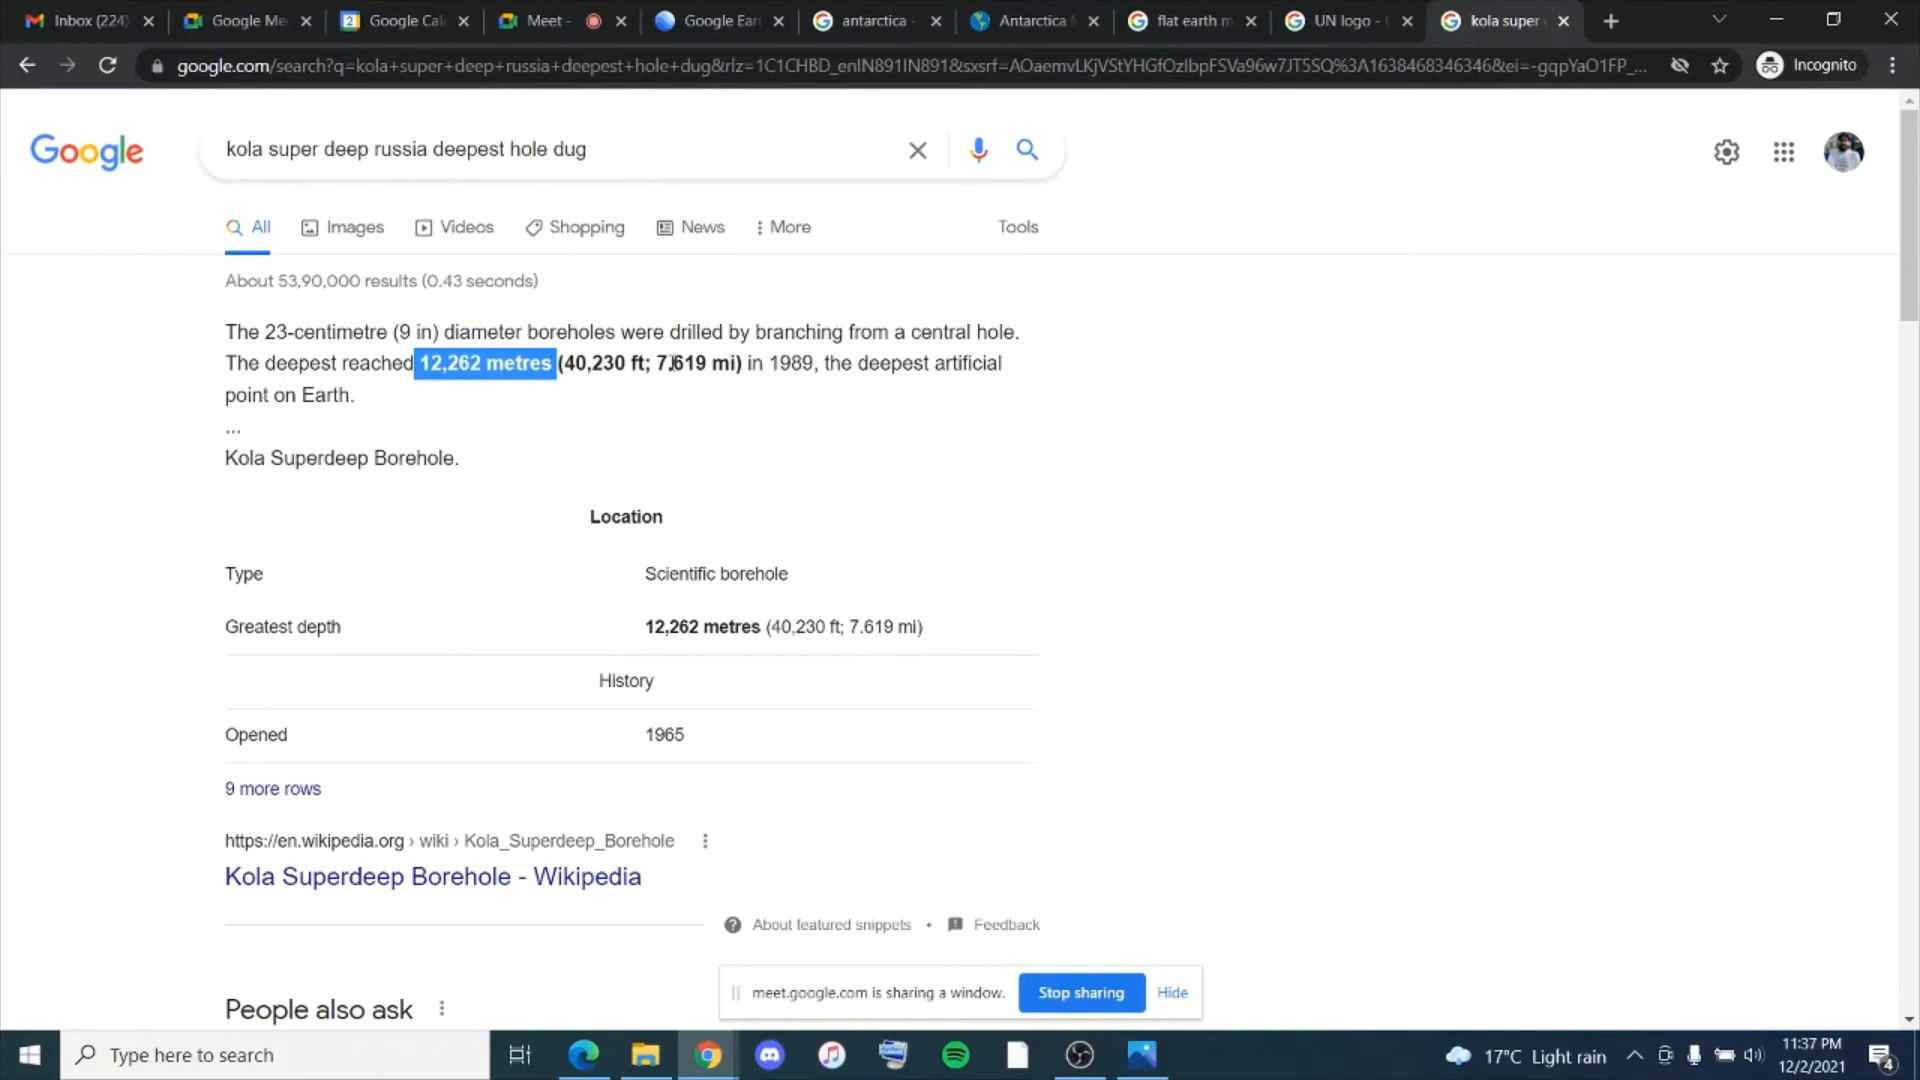 Inbox (224)
Google Me
Google Cal
Meet -
Google Ear
antarctica -
Antarctica
flat earth m
UN logo -
kola super
google.com/search?q=kola+super+deep+russia+deepest+hole+dug&rlz=1C1CHBD_enIN891IN891&sxsrf=AOaemvLKjVStYHGfOzIbpFSVa96w7JT5SQ%3A1638468346346&ei=-gqpYaO1FP_...
Incognito
Google
kola super deep russia deepest hole dug
All
Images
Videos
Shopping
News
More
Tools
About 53,90,000 results (0.43 seconds)
The 23-centimetre (9 in) diameter boreholes were drilled by branching from a central hole.
The deepest reached 12,262 metres (40,230 ft; 7.619 mi) in 1989, the deepest artificial
point on Earth.
...
Kola Superdeep Borehole.
Location
Type Scientific borehole
Greatest depth 12,262 metres (40,230 ft; 7.619 mi)
History
Opened 1965
9 more rows
https://en.wikipedia.org › wiki › Kola_Superdeep_Borehole
Kola Superdeep Borehole - Wikipedia
About featured snippets • Feedback
meet.google.com is sharing a window. Stop sharing Hide
People also ask
Type here to search
17°C Light rain
11:37 PM
12/2/2021
4